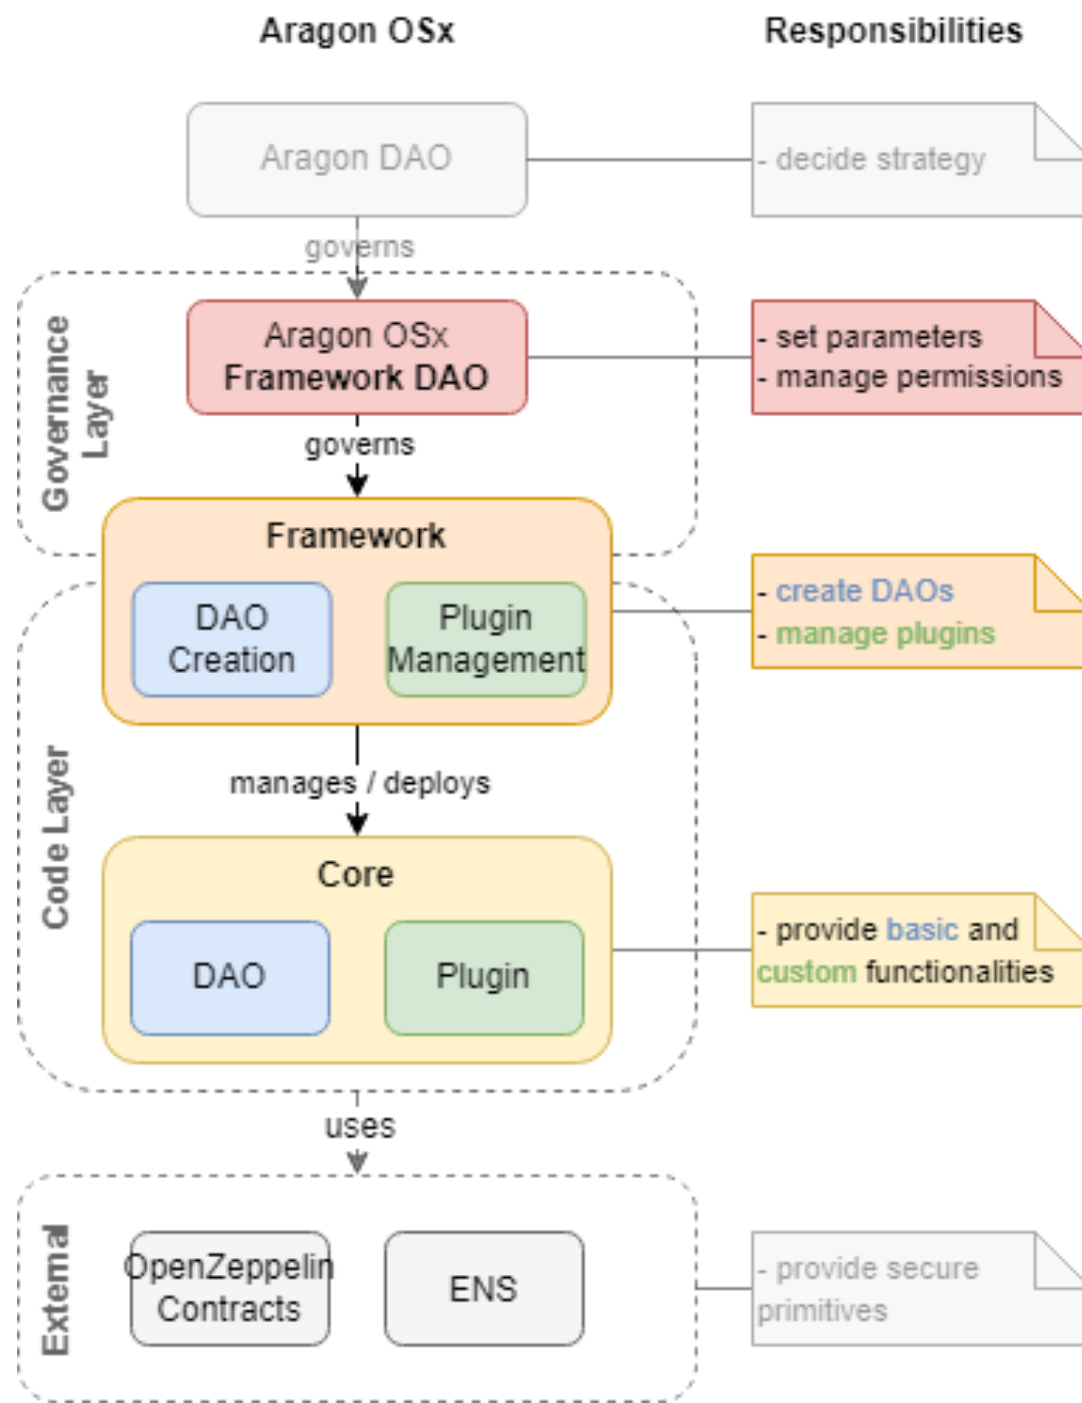 Aragon OSx
Responsibilities
Aragon DAO
- decide strategy
governs
Governance
Layer
Aragon OSx
Framework DAO
- set parameters
- manage permissions
governs
Framework
DAO
Creation
Plugin
Management
- create DAOs
- manage plugins
Code Layer
manages / deploys
Core
DAO
Plugin
- provide basic and
custom functionalities
uses
External
OpenZeppelin
Contracts
ENS
- provide secure
primitives